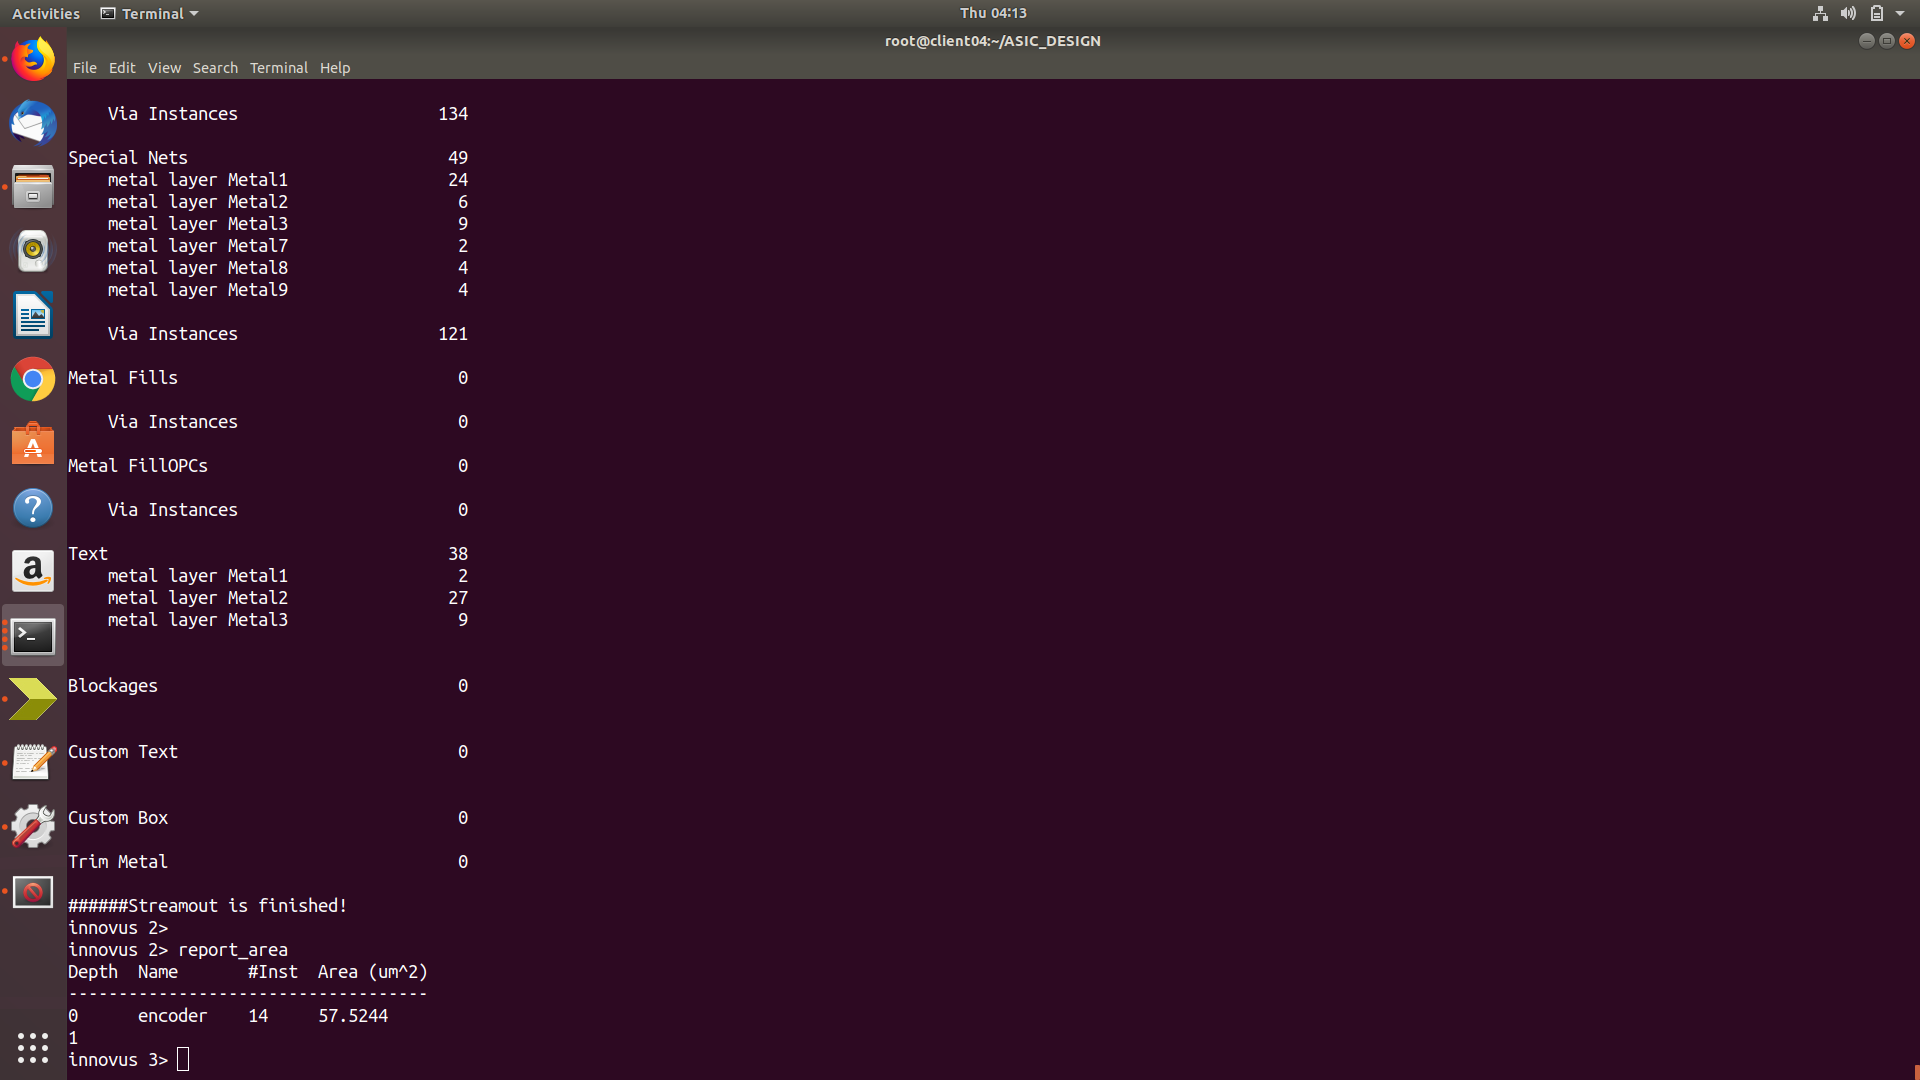 Activities Terminal Thu 04:13
root@client04:~/ASIC_DESIGN
File Edit View Search Terminal Help
Via Instances 134
Special Nets 49
metal layer Metal1 24
metal layer Metal2 6
metal layer Metal3 9
metal layer Metal7 2
metal layer Metal8 4
metal layer Metal9 4
Via Instances 121
Metal Fills 0
Via Instances 0
Metal FillOPCs 0
Via Instances 0
Text 38
metal layer Metal1 2
metal layer Metal2 27
metal layer Metal3 9
Blockages 0
Custom Text 0
Custom Box 0
Trim Metal 0
######Streamout is finished!
innovus 2>
innovus 2> report_area
Depth Name #Inst Area (um^2)
------------------------------------
0 encoder 14 57.5244
1
innovus 3>